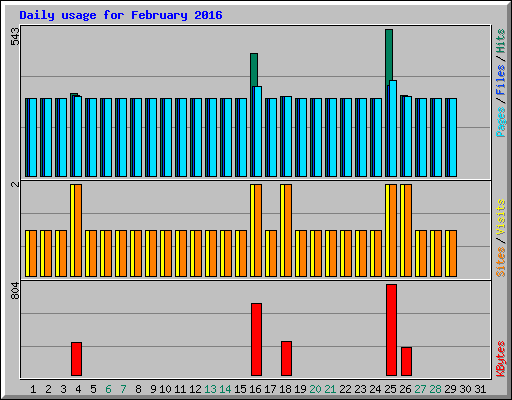 Daily usage for February 2016
543
Pages / Files / Hits
2
Sites / Visits
804
KBytes
1 2 3 4 5 6 7 8 9 10 11 12 13 14 15 16 17 18 19 20 21 22 23 24 25 26 27 28 29 30 31